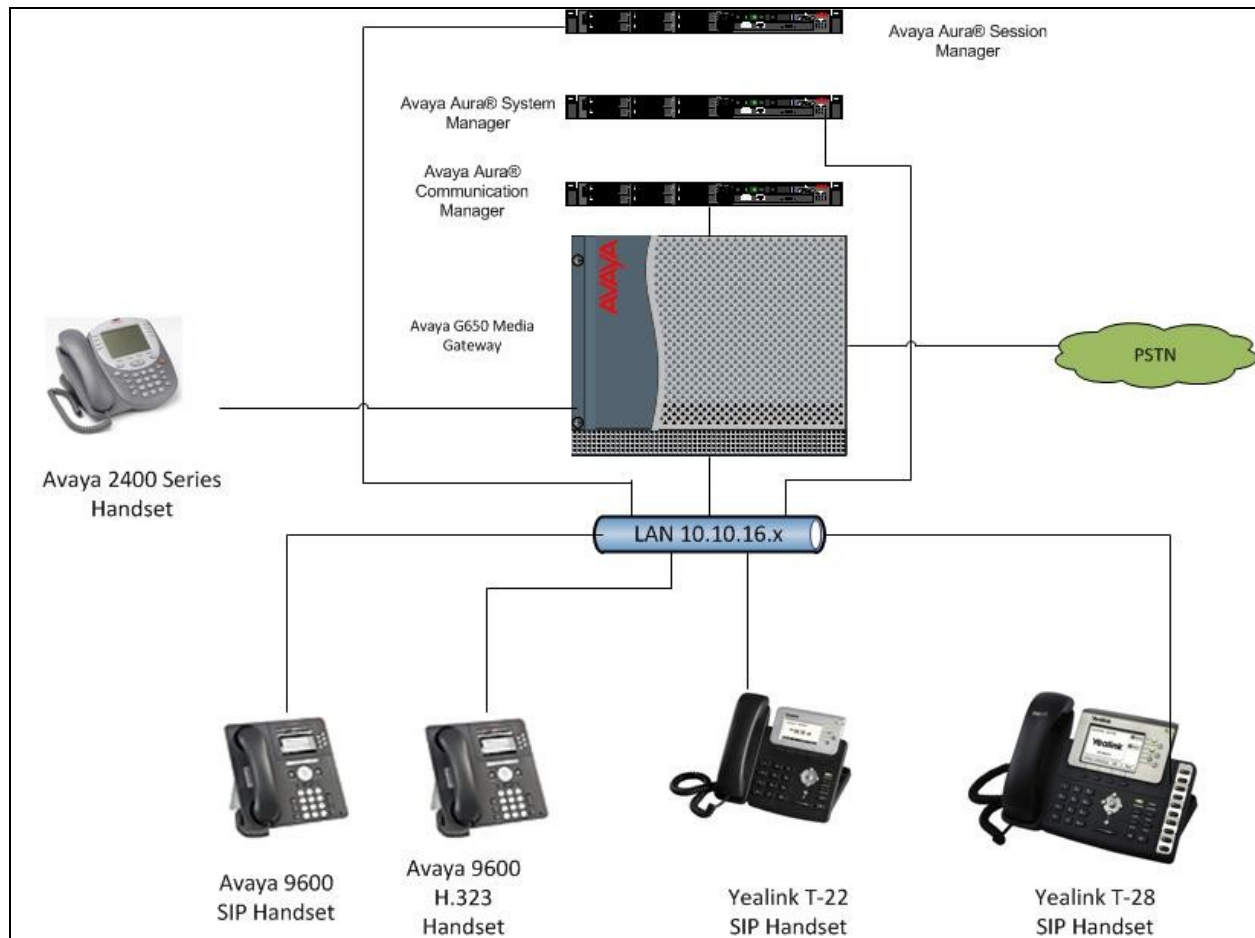 Avaya Aura® Session
Manager
Avaya Aura® System
Manager
Avaya Aura®
Communication
Manager
AVAYA
Avaya G650 Media
Gateway
PSTN
Avaya 2400 Series
Handset
LAN 10.10.16.x
Yealink
Avaya 9600
SIP Handset
Avaya 9600
H.323
Handset
Yealink T-22
SIP Handset
Yealink T-28
SIP Handset